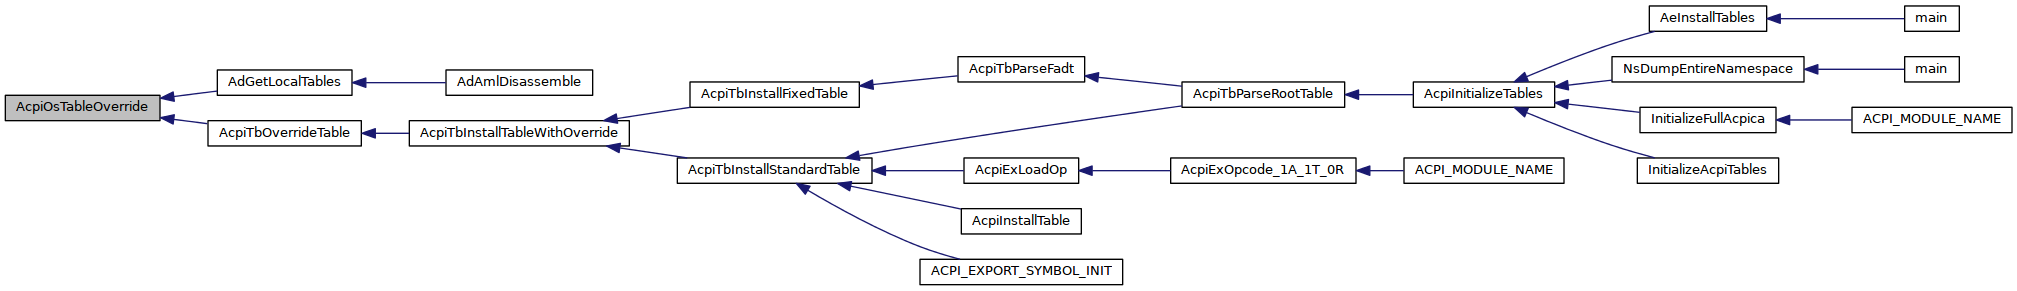 AcpiOsTableOverride
AdGetLocalTables
AdAmlDisassemble
AcpiTbOverrideTable
AcpiTbInstallTableWithOverride
AcpiTbInstallFixedTable
AcpiTbParseFadt
AcpiTbParseRootTable
AcpiInitializeTables
AeInstallTables
main
NsDumpEntireNamespace
main
InitializeFullAcpica
ACPI_MODULE_NAME
InitializeAcpiTables
AcpiTbInstallStandardTable
AcpiExLoadOp
AcpiExOpcode_1A_1T_0R
ACPI_MODULE_NAME
AcpiInstallTable
ACPI_EXPORT_SYMBOL_INIT